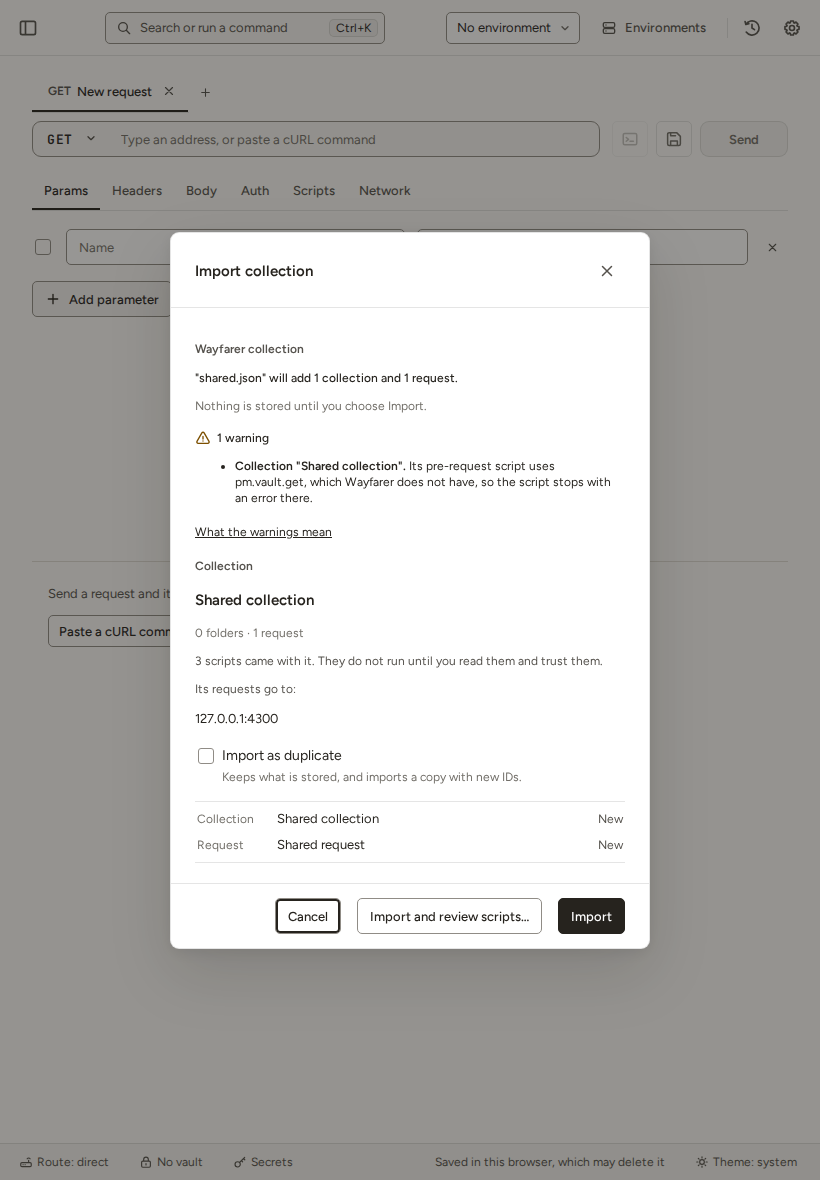 Search or run a command Ctrl+K No environment Environments
GET New request
GET Type an address, or paste a cURL command Send
Params Headers Body Auth Scripts Network
Name
Add parameter
Send a request and it
Paste a cURL comm
Import collection
Wayfarer collection
"shared.json" will add 1 collection and 1 request.
Nothing is stored until you choose Import.
1 warning
• Collection "Shared collection". Its pre-request script uses
pm.vault.get, which Wayfarer does not have, so the script stops with
an error there.
What the warnings mean
Collection
Shared collection
0 folders · 1 request
3 scripts came with it. They do not run until you read them and trust them.
Its requests go to:
127.0.0.1:4300
Import as duplicate
Keeps what is stored, and imports a copy with new IDs.
Collection Shared collection New
Request Shared request New
Cancel Import and review scripts... Import
Route: direct No vault Secrets Saved in this browser, which may delete it Theme: system